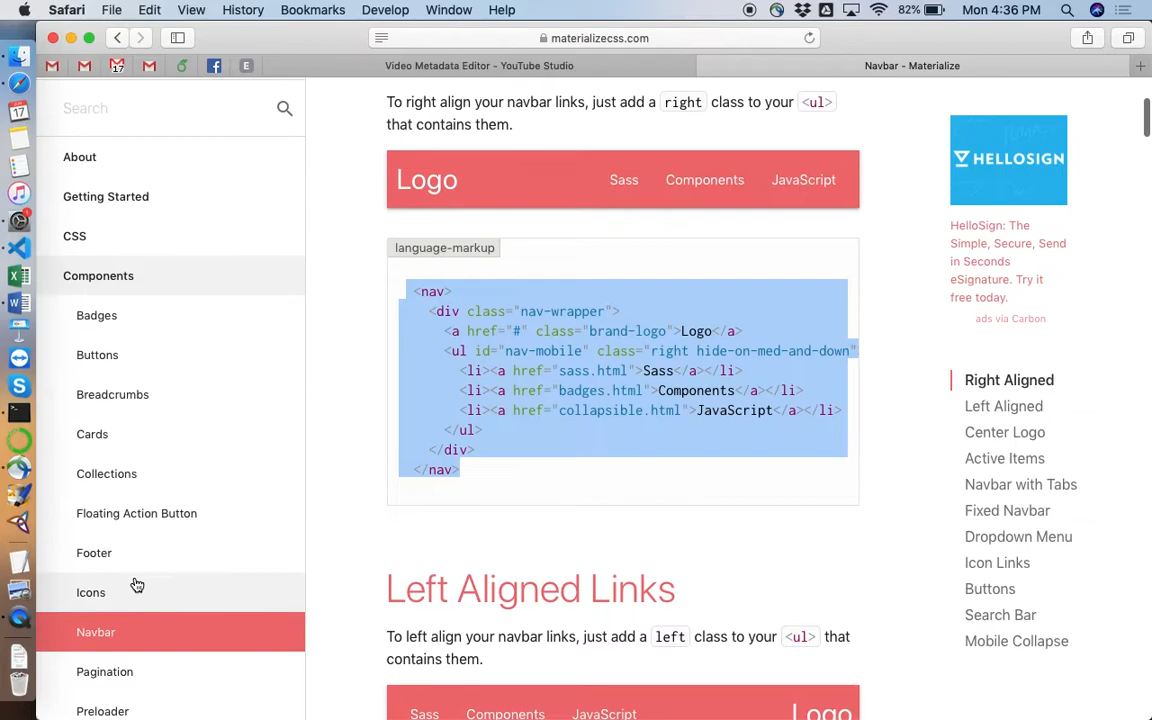 Safari File Edit View History Bookmarks Develop Window Help 82% Mon 4:36 PM
materializecss.com
17 E Video Metadata Editor - YouTube Studio Navbar - Materialize +
Search
About
Getting Started
CSS
Components
Badges
Buttons
Breadcrumbs
Cards
Collections
Floating Action Button
Footer
Icons
Navbar
Pagination
Preloader
To right align your navbar links, just add a right class to your <ul>
that contains them.
Logo Sass Components JavaScript
language-markup
<nav>
<div class="nav-wrapper">
<a href="#" class="brand-logo">Logo</a>
<ul id="nav-mobile" class="right hide-on-med-and-down"
<li><a href="sass.html">Sass</a></li>
<li><a href="badges.html">Components</a></li>
<li><a href="collapsible.html">JavaScript</a></li>
</ul>
</div>
</nav>
Left Aligned Links
To left align your navbar links, just add a left class to your <ul> that
contains them.
Sass Components JavaScript Logo
HELLOSIGN
HelloSign: The
Simple, Secure, Send
in Seconds
eSignature. Try it
free today.
ads via Carbon
Right Aligned
Left Aligned
Center Logo
Active Items
Navbar with Tabs
Fixed Navbar
Dropdown Menu
Icon Links
Buttons
Search Bar
Mobile Collapse